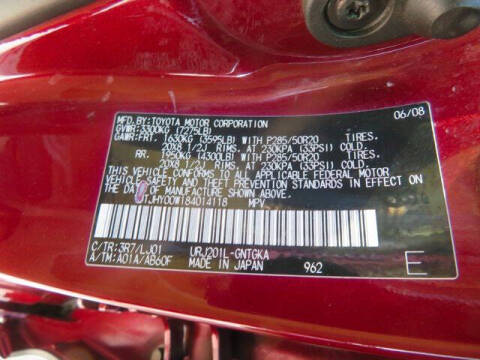 MFD.BY:TOYOTA MOTOR CORPORATION 06/08
GVWR:3300KG (7275LB)
GAWR:FRT. 1630KG (3595LB) WITH P285/50R20 TIRES.
20X8 1/2J RIMS. AT 230KPA (33PSI) COLD.
RR. 1950KG (4300LB) WITH P285/50R20 TIRES.
20X8 1/2J RIMS. AT 230KPA (33PSI) COLD.
THIS VEHICLE CONFORMS TO ALL APPLICABLE FEDERAL MOTOR
VEHICLE SAFETY AND THEFT PREVENTION STANDARDS IN EFFECT ON
THE DATE OF MANUFACTURE SHOWN ABOVE.
JTJHY00W184014118 MPV
C/TR:3R7/LJ01 URJ201L-GNTGKA
A/TM:A01A/AB60F MADE IN JAPAN 962 E